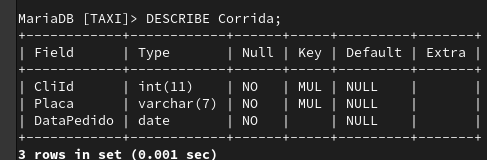 MariaDB [TAXI]> DESCRIBE Corrida;
+------------+------------+------+-----+---------+-------+
| Field      | Type       | Null | Key | Default | Extra |
+------------+------------+------+-----+---------+-------+
| CliId      | int(11)    | NO   | MUL | NULL    |       |
| Placa      | varchar(7) | NO   | MUL | NULL    |       |
| DataPedido | date       | NO   |     | NULL    |       |
+------------+------------+------+-----+---------+-------+
3 rows in set (0.001 sec)